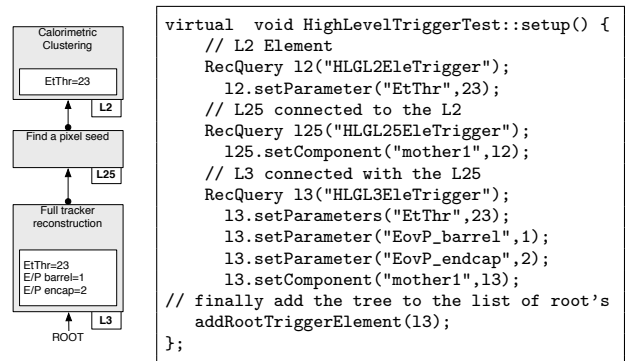 Calorimetric
Clustering
EtThr=23
L2
Find a pixel seed
L25
Full tracker
reconstruction
EtThr=23
E/P barrel=1
E/P encap=2
L3
ROOT
virtual  void HighLevelTriggerTest::setup() {
// L2 Element
RecQuery l2("HLGL2EleTrigger");
l2.setParameter("EtThr",23);
// L25 connected to the L2
RecQuery l25("HLGL25EleTrigger");
l25.setComponent("mother1",l2);
// L3 connected with the L25
RecQuery l3("HLGL3EleTrigger");
l3.setParameters("EtThr",23);
l3.setParameter("EovP_barrel",1);
l3.setParameter("EovP_endcap",2);
l3.setComponent("mother1",l3);
// finally add the tree to the list of root's
addRootTriggerElement(l3);
};